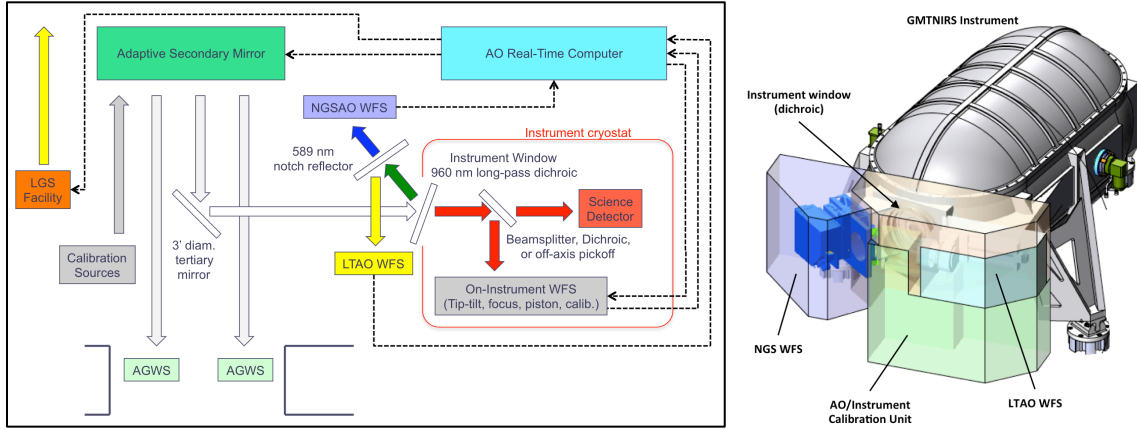 Adaptive Secondary Mirror
AO Real-Time Computer
NGSAO WFS
589 nm
notch reflector
Instrument cryostat
Instrument Window
960 nm long-pass dichroic
LGS
Facility
Science
Detector
Calibration
Sources
3' diam.
tertiary
mirror
LTAO WFS
Beamsplitter, Dichroic,
or off-axis pickoff
On-Instrument WFS
(Tip-tilt, focus, piston, calib.)
AGWS
AGWS
GMTNIRS Instrument
Instrument window
(dichroic)
NGS WFS
LTAO WFS
AO/Instrument
Calibration Unit